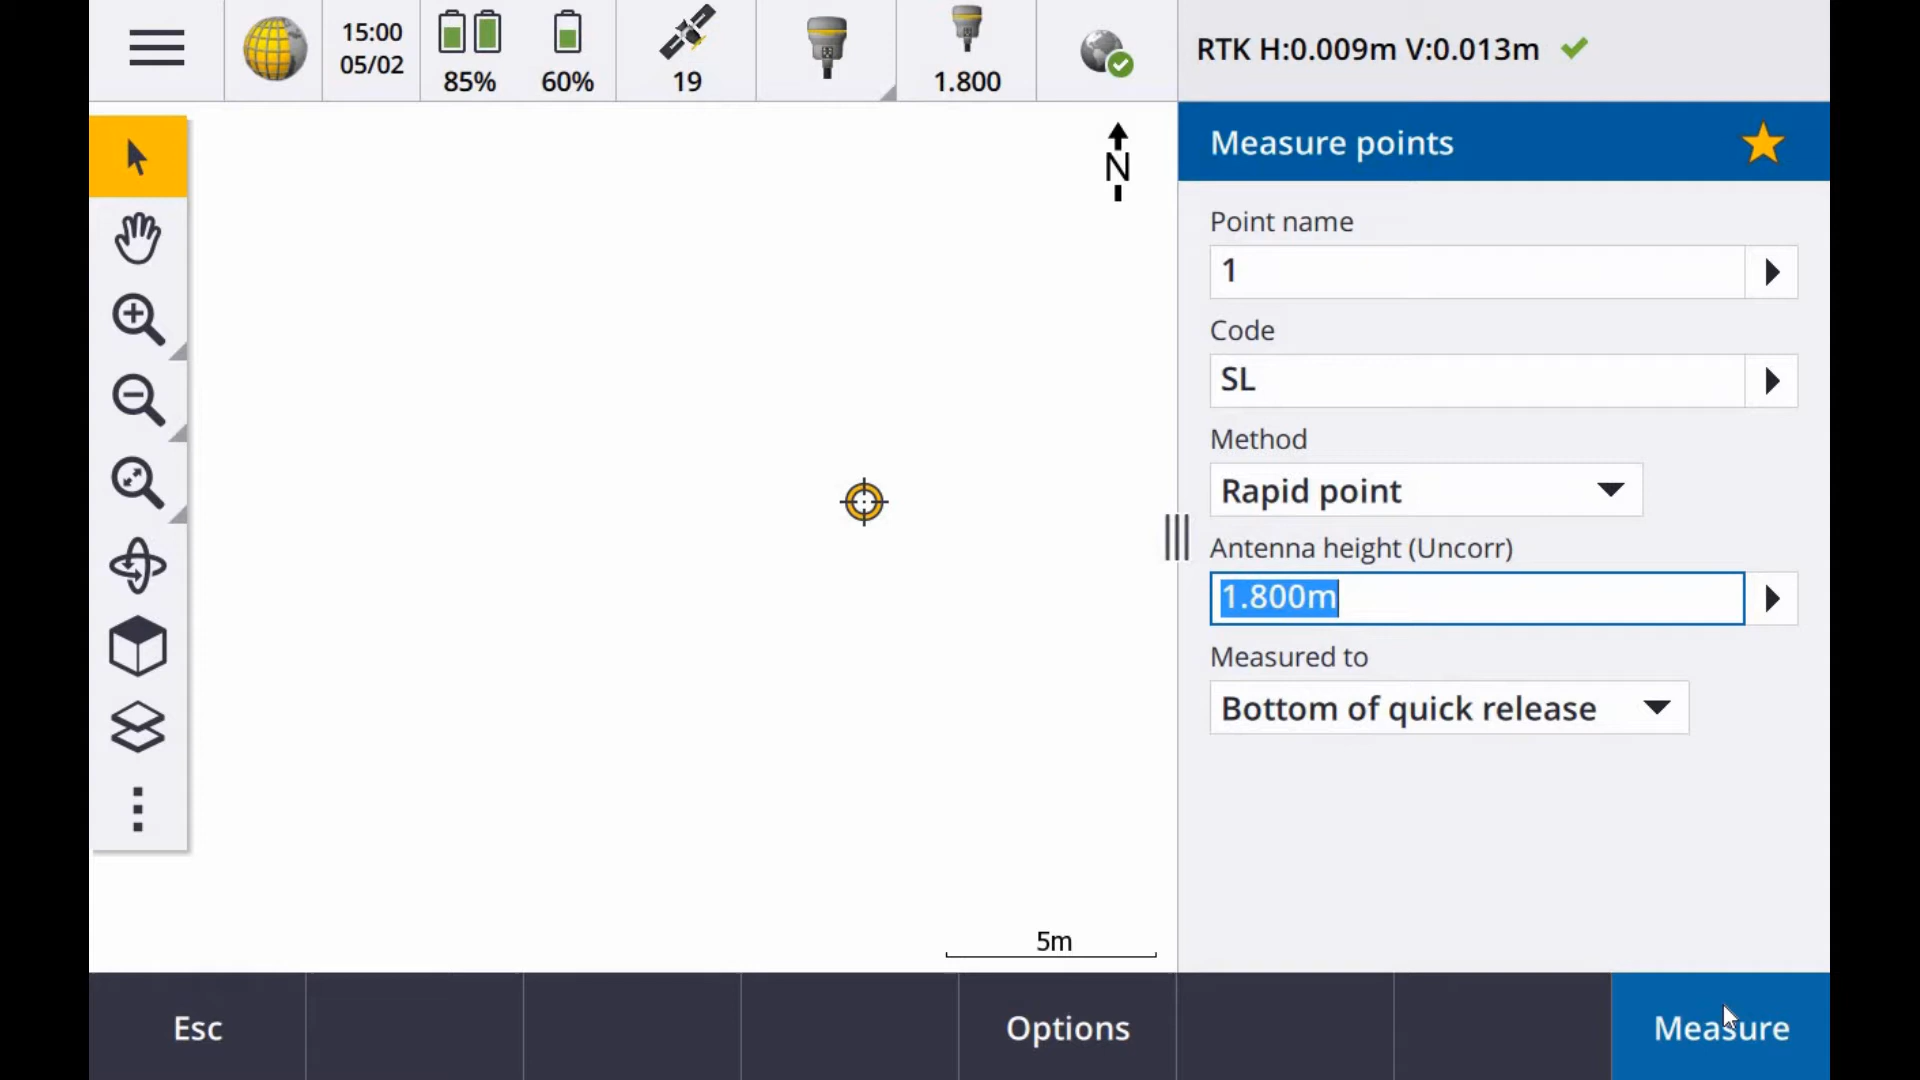 15:00
05/02
85%
60%
19
1.800
RTK H:0.009m V:0.013m
N
5m
Measure points
Point name
1
Code
SL
Method
Rapid point
Antenna height (Uncorr)
1.800m
Measured to
Bottom of quick release
Esc
Options
Measure